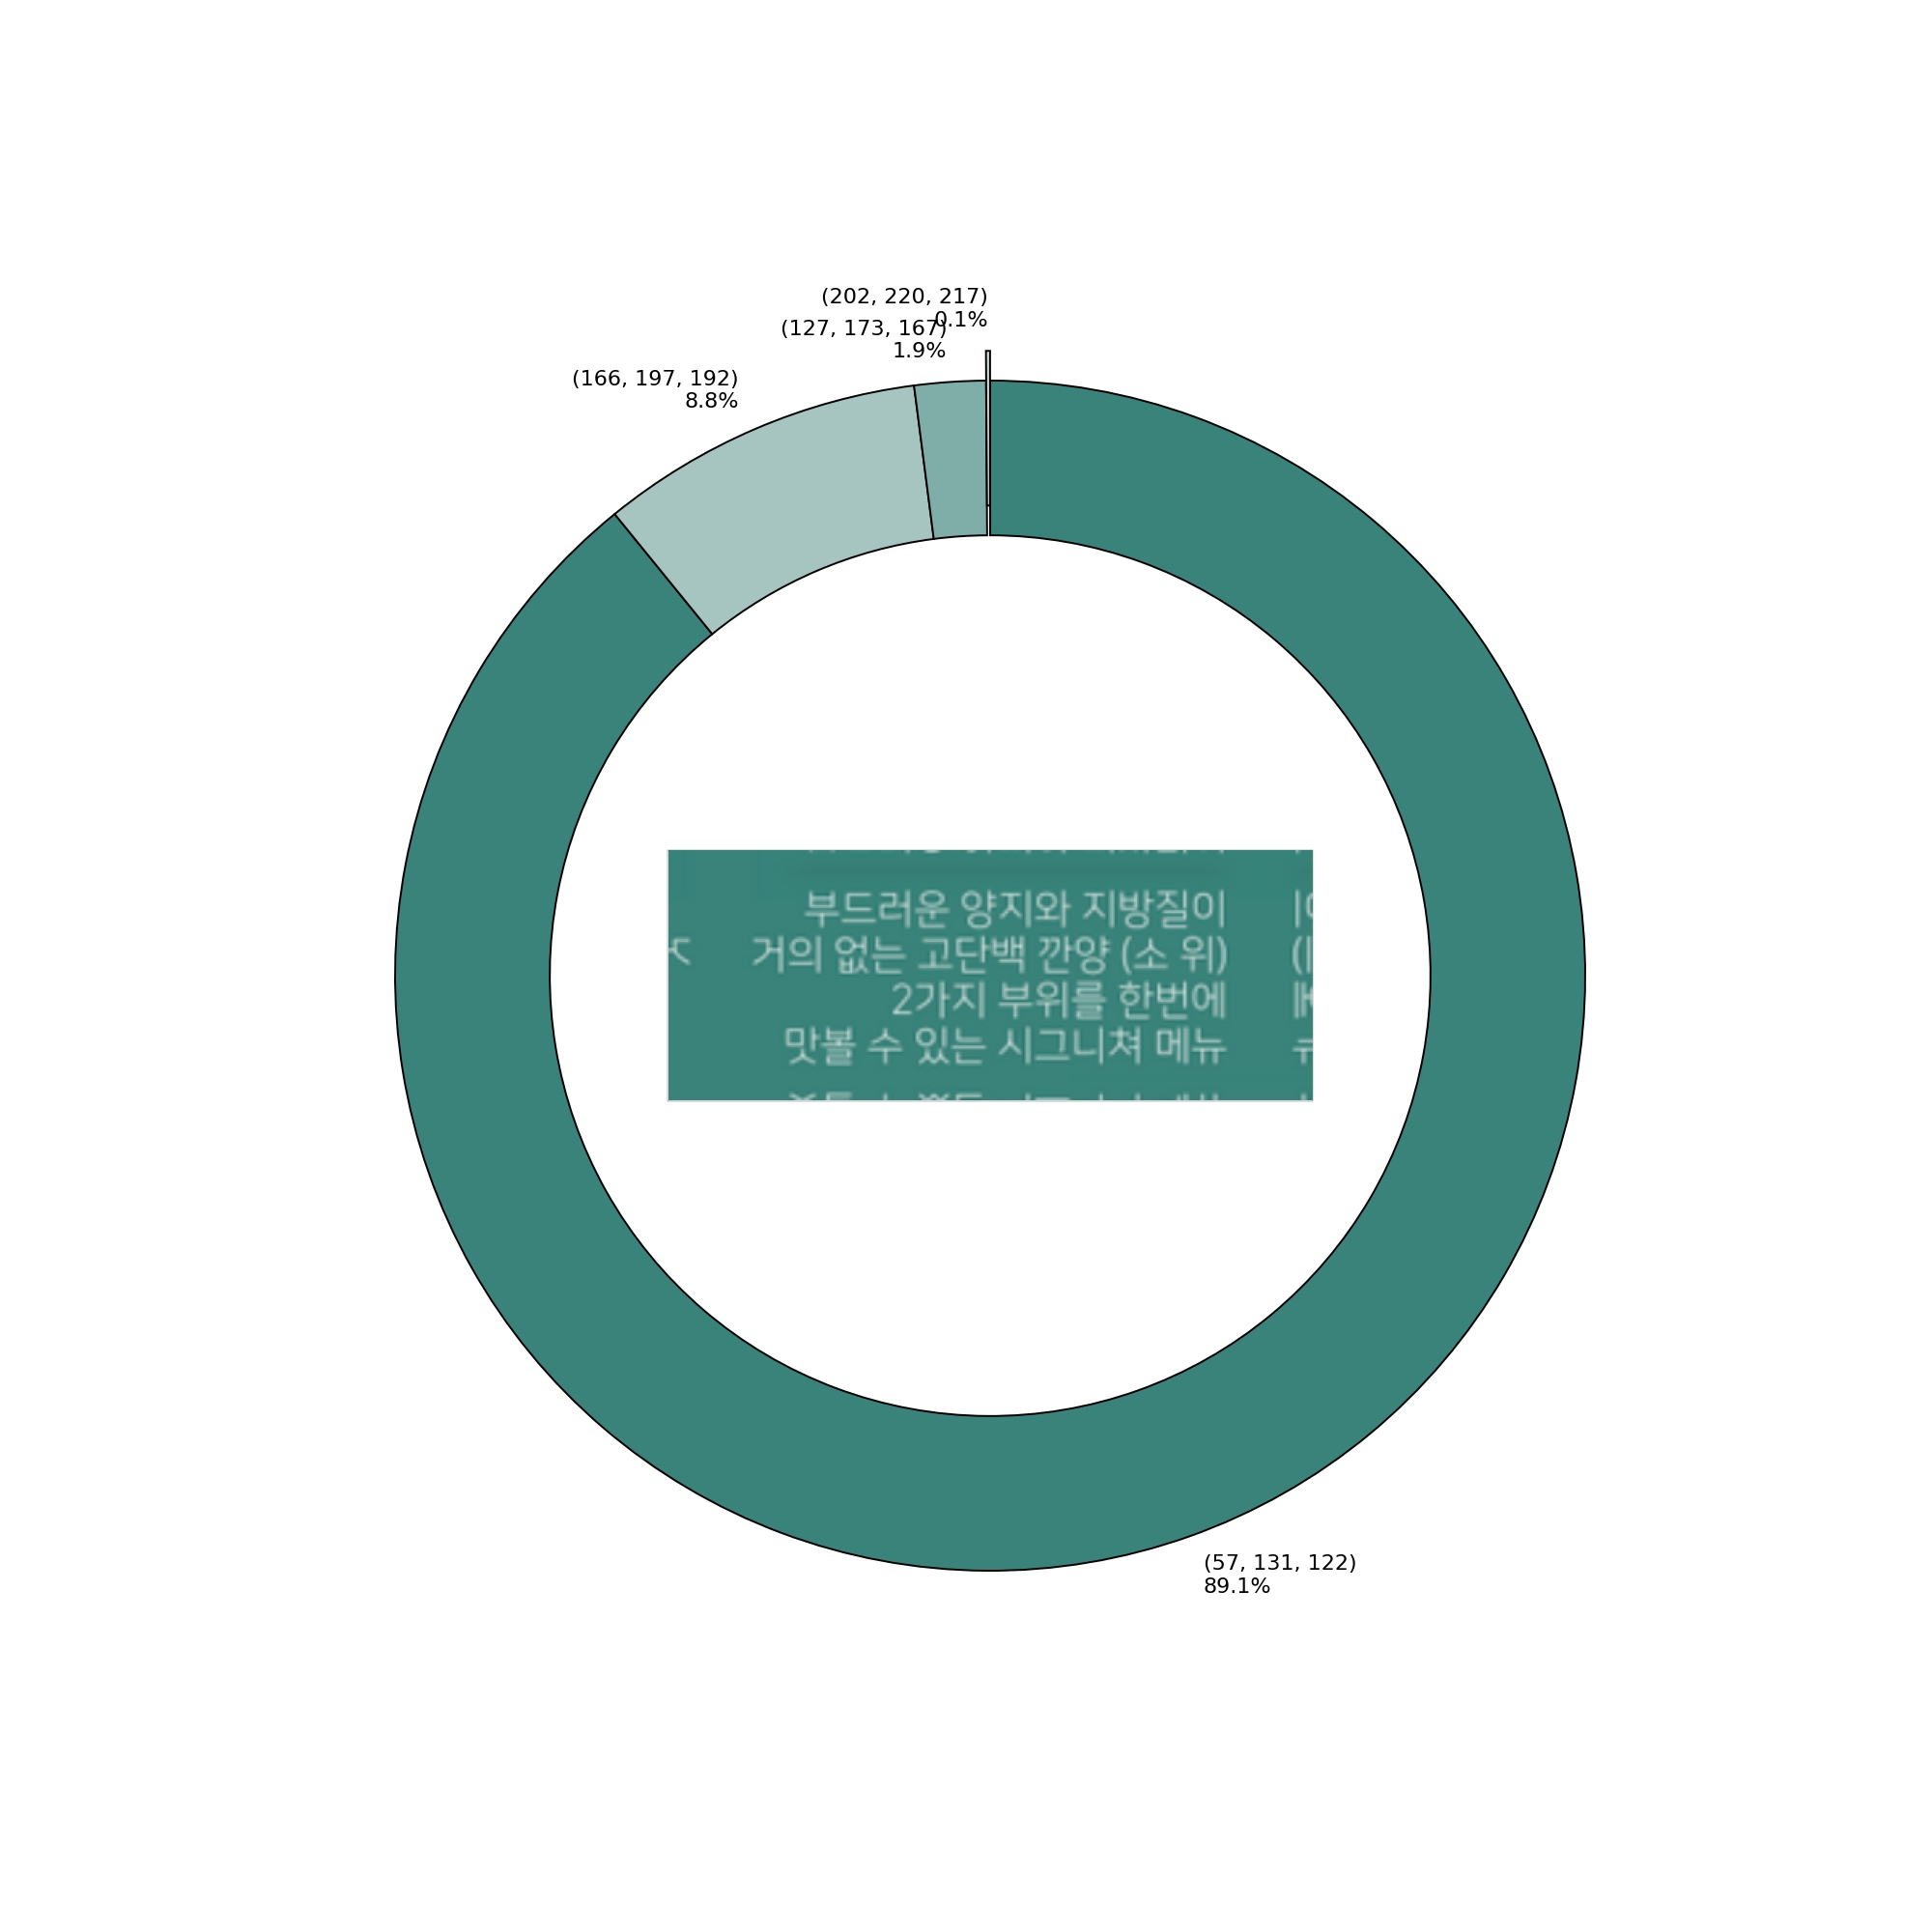 (202, 220, 217)
0.1%
(127, 173, 167)
1.9%
(166, 197, 192)
8.8%
부드러운 양지와 지방질이
거의 없는 고단백 깐양 (소 위)
2가지 부위를 한번에
맛볼 수 있는 시그니쳐 메뉴
(57, 131, 122)
89.1%